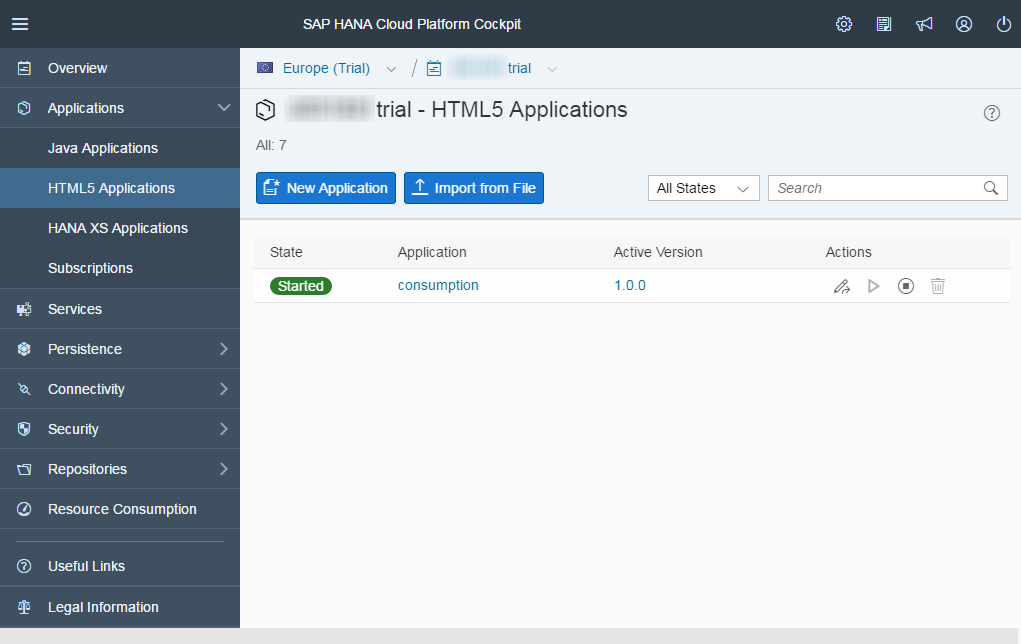 SAP HANA Cloud Platform Cockpit
Overview
Applications
Java Applications
HTML5 Applications
HANA XS Applications
Subscriptions
Services
Persistence
Connectivity
Security
Repositories
Resource Consumption
Useful Links
Legal Information
Europe (Trial) / trial
trial - HTML5 Applications
All: 7
New Application Import from File All States Search
State Application Active Version Actions
Started consumption 1.0.0